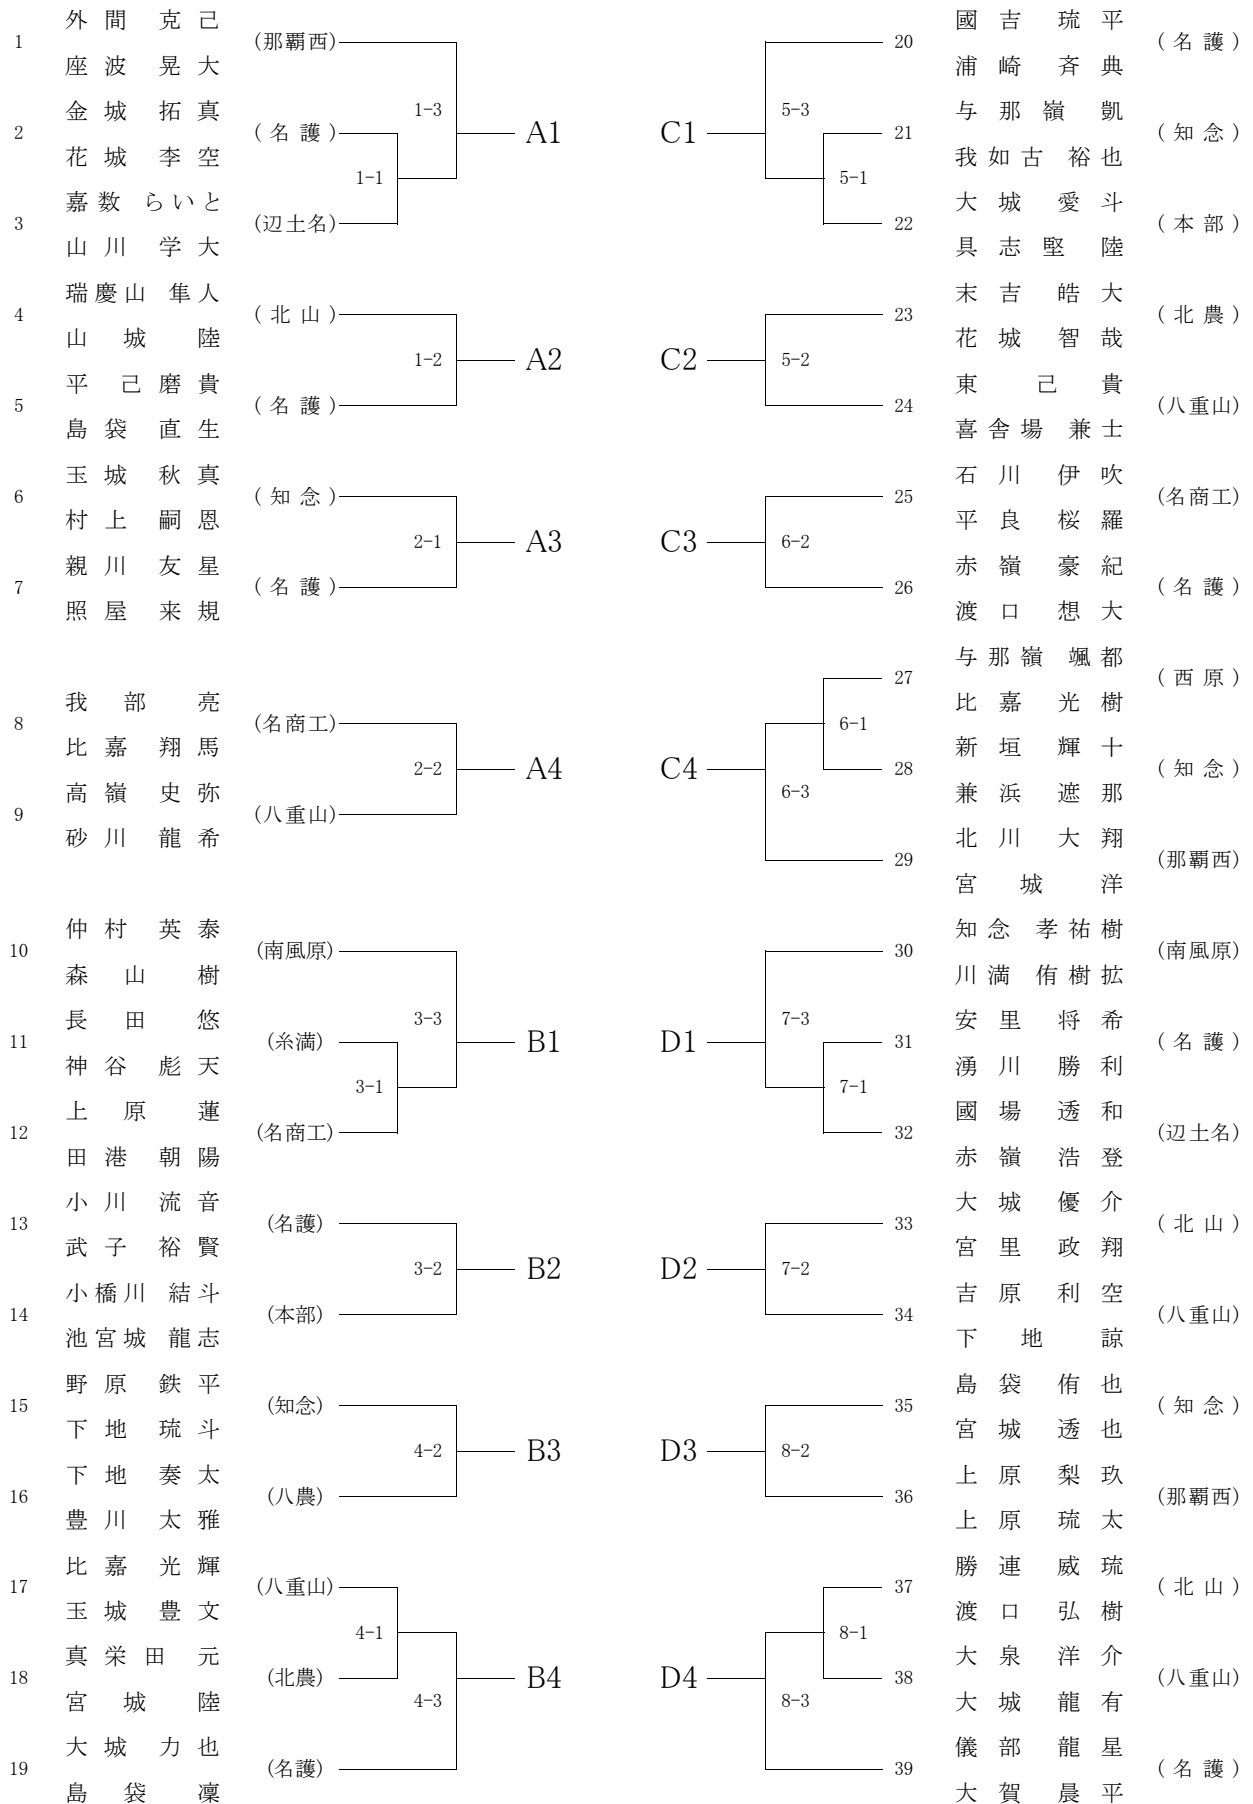 外間 克己
1 (那覇西)
座波 晃大
金城 拓真
2 (名護)
花城 李空
嘉数 らいと
3 (辺土名)
山川 学大
1-3
1-1
A1
瑞慶山 隼人
4 (北山)
山城 陸
平 己磨貴
5 (名護)
島袋 直生
1-2
A2
玉城 秋真
6 (知念)
村上 嗣恩
親川 友星
7 (名護)
照屋 来規
2-1
A3
我部 亮
8 (名商工)
比嘉 翔馬
高嶺 史弥
9 (八重山)
砂川 龍希
2-2
A4
仲村 英泰
10 (南風原)
森山 樹
長田 悠
11 (糸満)
神谷 彪天
上原 蓮
12 (名商工)
田港 朝陽
3-3
3-1
B1
小川 流音
13 (名護)
武子 裕賢
小橋川 結斗
14 (本部)
池宮城 龍志
3-2
B2
野原 鉄平
15 (知念)
下地 琉斗
下地 奏太
16 (八農)
豊川 太雅
4-2
B3
比嘉 光輝
17 (八重山)
玉城 豊文
真栄田 元
18 (北農)
宮城 陸
大城 力也
19 (名護)
島袋 凜
4-1
4-3
B4
國吉 琉平
20 (名護)
浦崎 斉典
与那嶺 凱
21 (知念)
我如古 裕也
大城 愛斗
22 (本部)
具志堅 陸
5-3
5-1
C1
末吉 皓大
23 (北農)
花城 智哉
東 己貴
24 (八重山)
喜舎場 兼士
5-2
C2
石川 伊吹
25 (名商工)
平良 桜羅
赤嶺 豪紀
26 (名護)
渡口 想大
6-2
C3
与那嶺 颯都
27 (西原)
比嘉 光樹
新垣 輝十
28 (知念)
兼浜 遮那
北川 大翔
29 (那覇西)
宮城 洋
6-1
6-3
C4
知念 孝祐樹
30 (南風原)
川満 侑樹拡
安里 将希
31 (名護)
湧川 勝利
國場 透和
32 (辺土名)
赤嶺 浩登
7-3
7-1
D1
大城 優介
33 (北山)
宮里 政翔
吉原 利空
34 (八重山)
下地 諒
7-2
D2
島袋 侑也
35 (知念)
宮城 透也
上原 梨玖
36 (那覇西)
上原 琉太
8-2
D3
勝連 威琉
37 (北山)
渡口 弘樹
大泉 洋介
38 (八重山)
大城 龍有
儀部 龍星
39 (名護)
大賀 晨平
8-1
8-3
D4